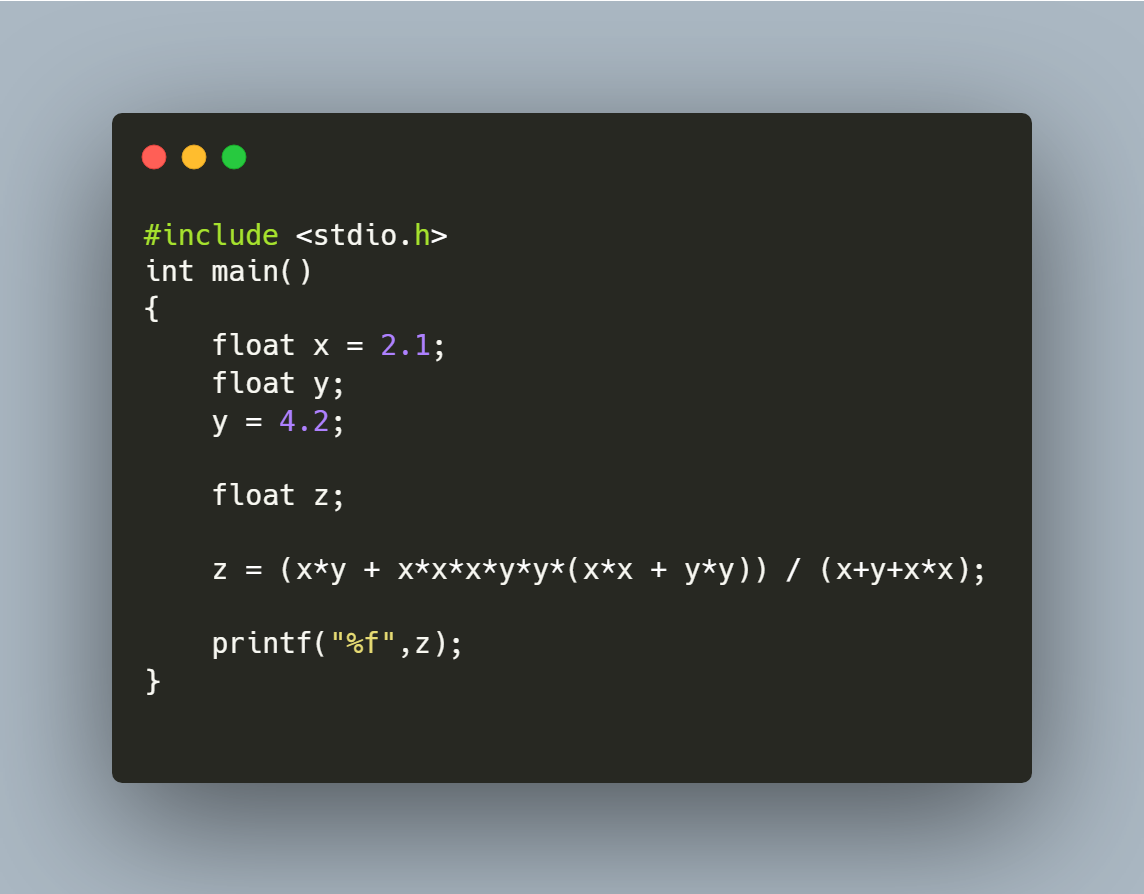 #include <stdio.h>
int main()
{
    float x = 2.1;
    float y;
    y = 4.2;

    float z;

    z = (x*y + x*x*x*y*y*(x*x + y*y)) / (x+y+x*x);

    printf("%f",z);
}